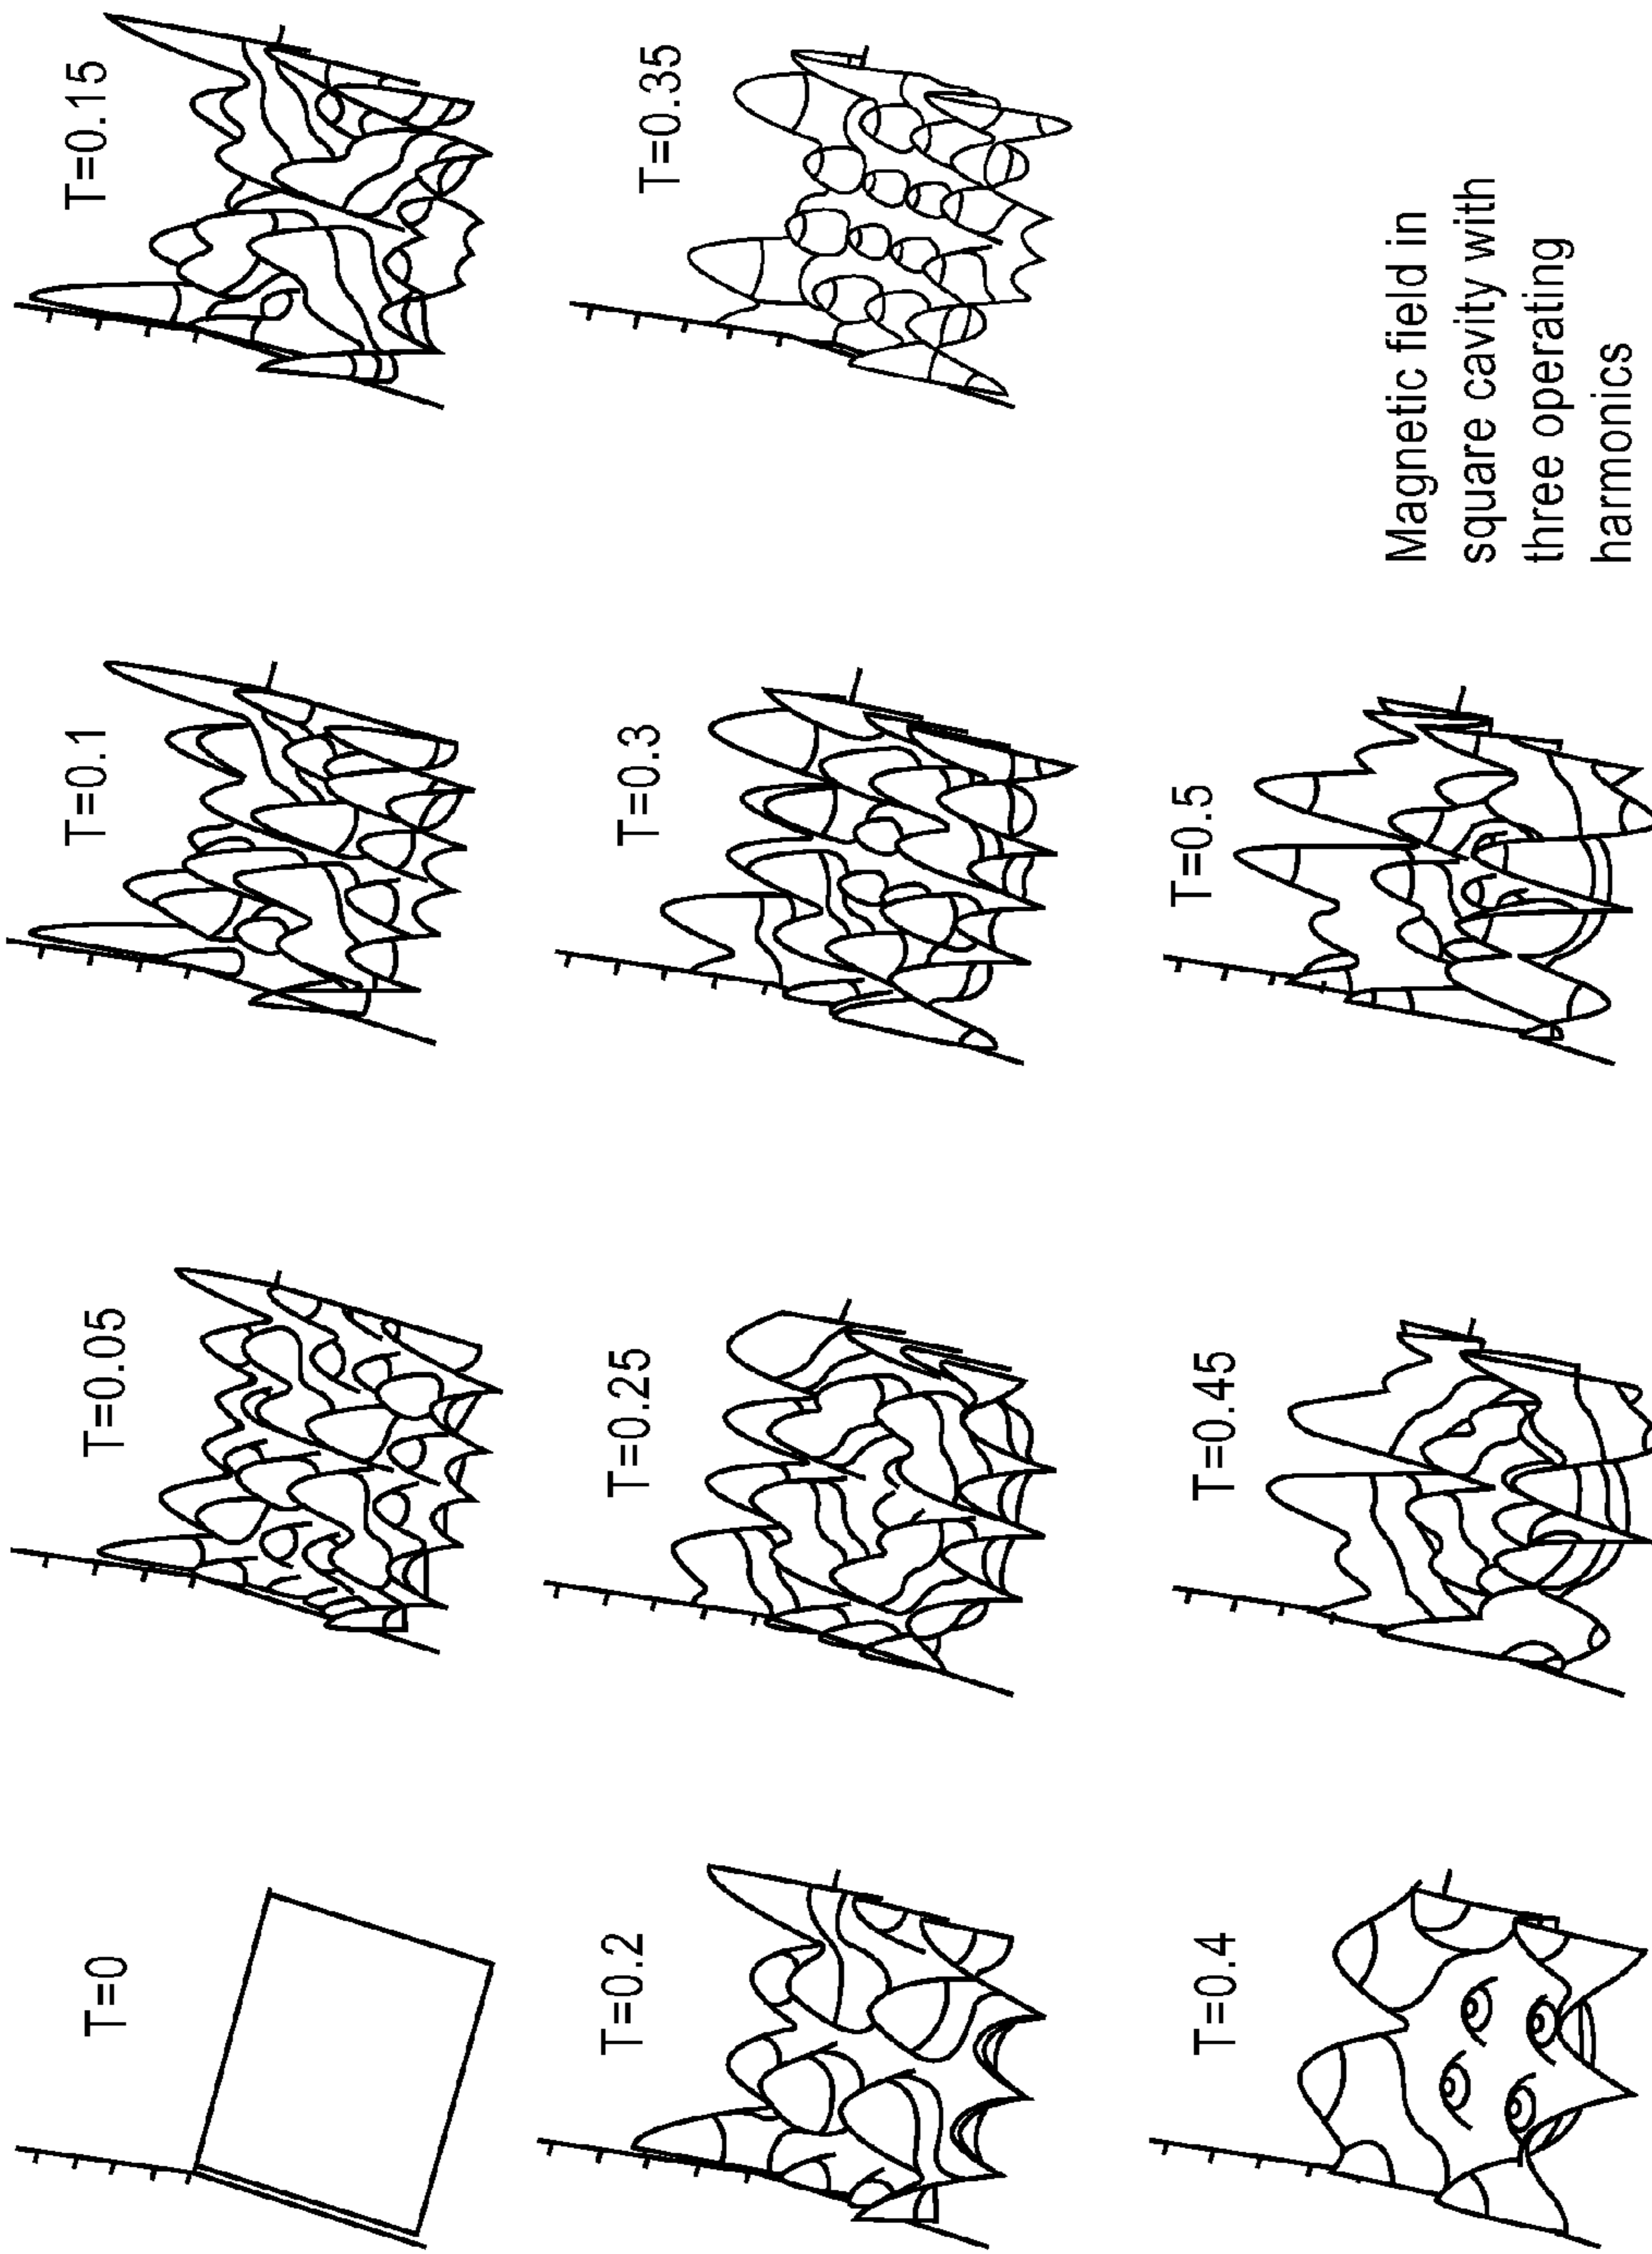 T=0
T=0.05
T=0.1
T=0.15
T=0.2
T=0.25
T=0.3
T=0.35
T=0.4
T=0.45
T=0.5
Magnetic field in
square cavity with
three operating
harmonics